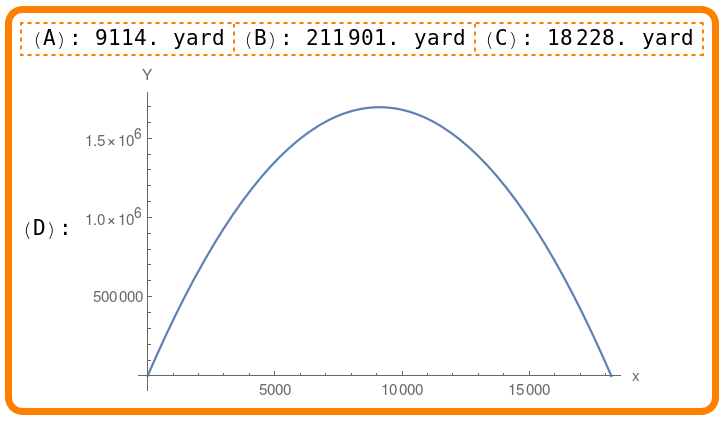 (A): 9114. yard (B): 211901. yard (C): 18228. yard
Y
1.5×10^6
1.0×10^6
(D):
500000
x
5000 10000 15000